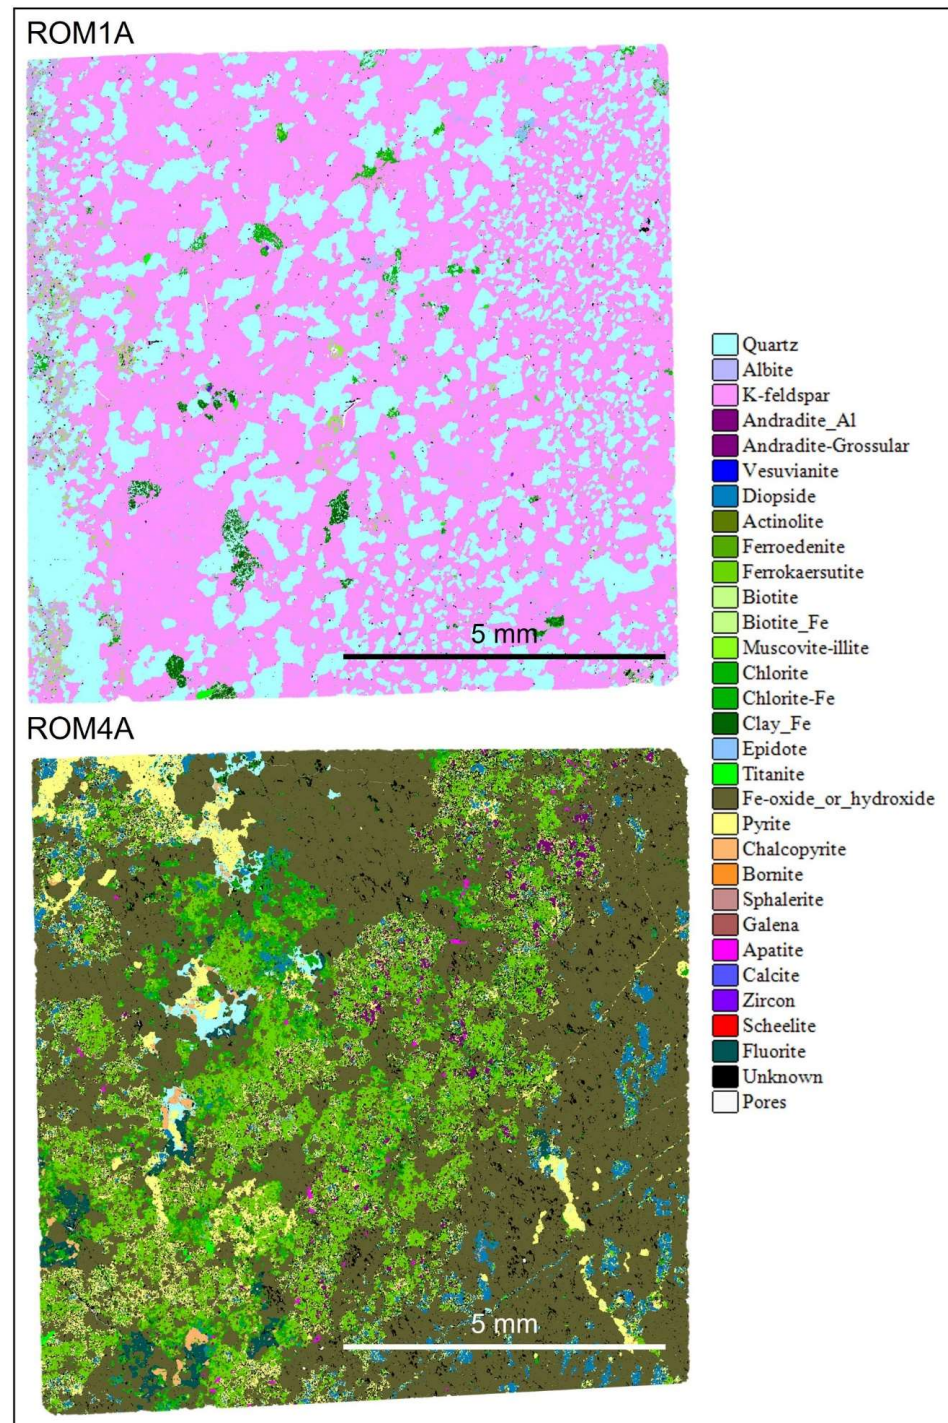 ROM1A
5 mm
ROM4A
5 mm
Quartz
Albite
K-feldspar
Andradite_Al
Andradite-Grossular
Vesuvianite
Diopside
Actinolite
Ferroedenite
Ferrokaersutite
Biotite
Biotite_Fe
Muscovite-illite
Chlorite
Chlorite-Fe
Clay_Fe
Epidote
Titanite
Fe-oxide_or_hydroxide
Pyrite
Chalcopyrite
Bornite
Sphalerite
Galena
Apatite
Calcite
Zircon
Scheelite
Fluorite
Unknown
Pores